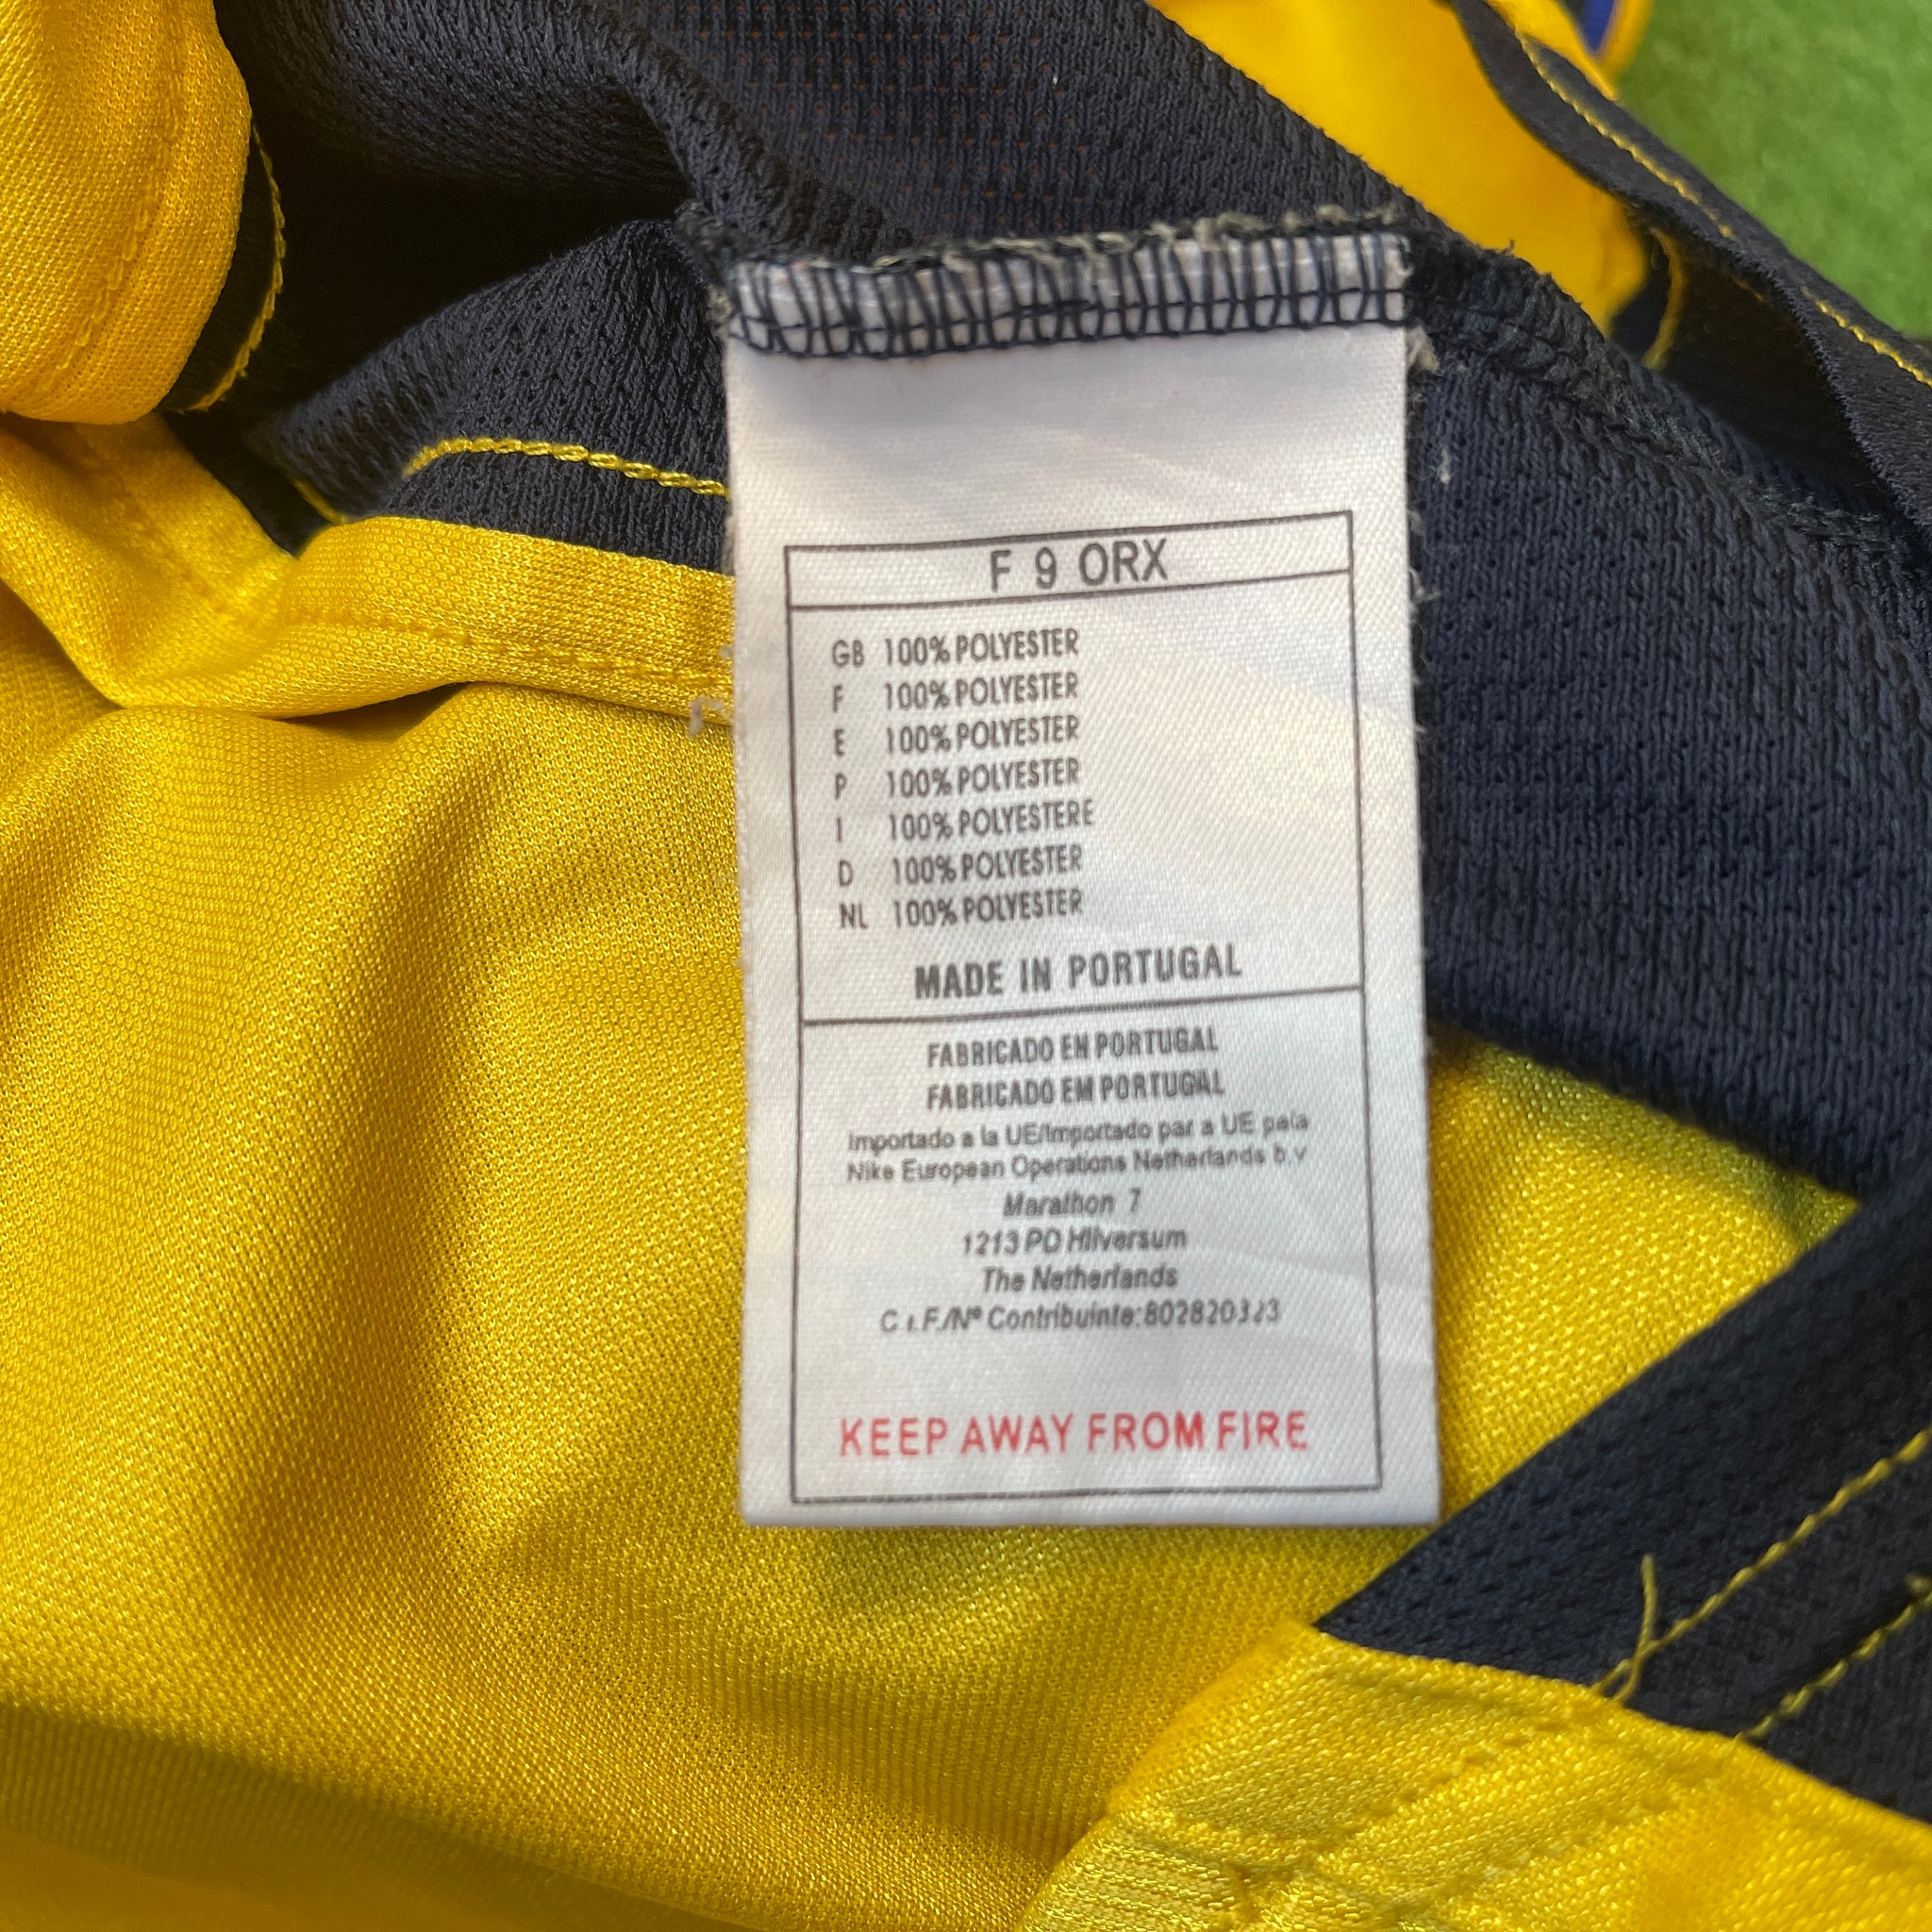 F 9 ORX
GB 100% POLYESTER
F 100% POLYESTER
E 100% POLYESTER
P 100% POLYESTER
I 100% POLYESTERE
D 100% POLYESTER
NL 100% POLYESTER
MADE IN PORTUGAL
FABRICADO EN PORTUGAL
FABRICADO EM PORTUGAL
Importado a la UE/Importado par a UE pela
Nike European Operations Netherlands b.v
Marathon 7
1213 PD Hilversum
The Netherlands
C.I.F./Nº Contribuinte:
KEEP AWAY FROM FIRE